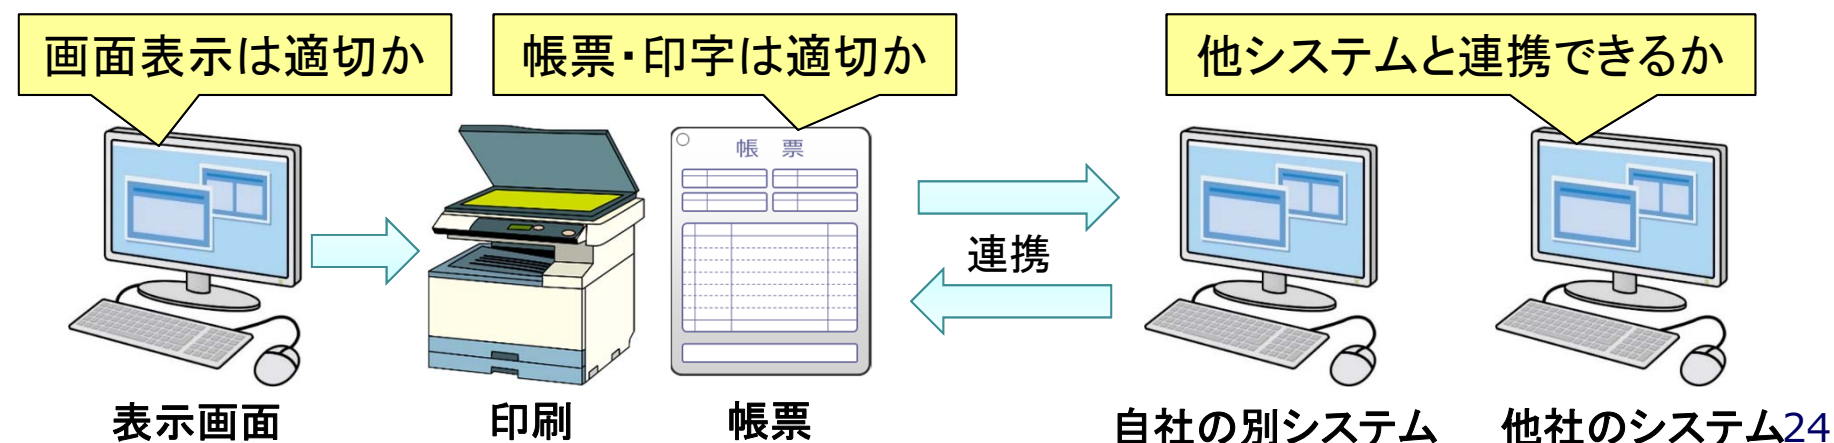 画面表示は適切か
帳票・印字は適切か
他システムと連携できるか
帳 票
連携
表示画面
印刷
帳票
自社の別システム
他社のシステム
24